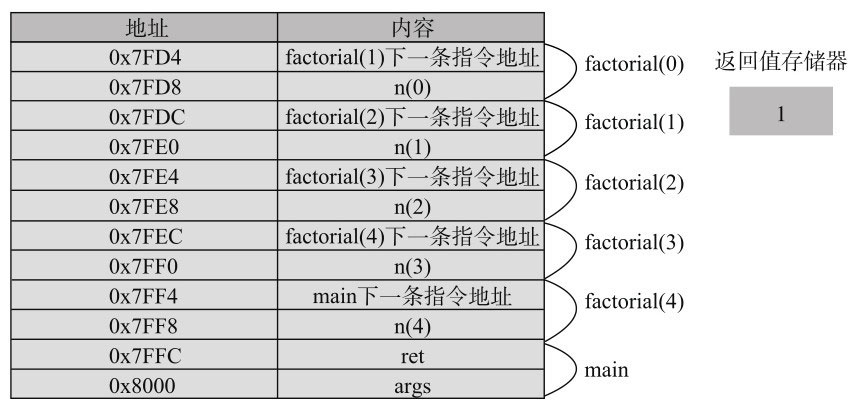 地址 内容
0x7FD4 factorial(1)下一条指令地址
factorial(0) 返回值存储器
0x7FD8 n(0)
0x7FDC factorial(2)下一条指令地址
factorial(1) 1
0x7FE0 n(1)
0x7FE4 factorial(3)下一条指令地址
factorial(2)
0x7FE8 n(2)
0x7FEC factorial(4)下一条指令地址
factorial(3)
0x7FF0 n(3)
0x7FF4 main下一条指令地址
factorial(4)
0x7FF8 n(4)
0x7FFC ret
main
0x8000 args